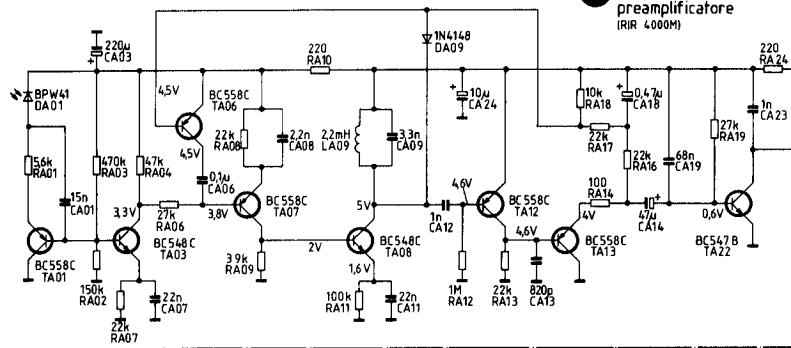 preamplificatore
(RIR 4000M)
220µ
CA03
BPW41
DA01
5,6k
RA01
15n
CA01
BC558C
TA01
470k
RA03
47k
RA04
3,3V
150k
RA02
BC548C
TA03
22k
RA07
22n
CA07
27k
RA06
4,5V
BC558C
TA06
4,5V
0,1µ
CA06
3,8V
22k
RA08
2,2n
CA08
BC558C
TA07
39k
RA09
220
RA10
1N4148
DA09
2,2mH
LA09
3,3n
CA09
5V
2V
BC548C
TA08
1,6V
100k
RA11
22n
CA11
10µ
CA24
1n
CA12
4,6V
BC558C
TA12
1M
RA12
22k
RA13
4,6V
820p
CA13
BC558C
TA13
4V
10k
RA18
0,47µ
CA18
22k
RA17
22k
RA16
100
RA14
47µ
CA14
68n
CA19
27k
RA19
0,6V
BC547B
TA22
220
RA24
1n
CA23